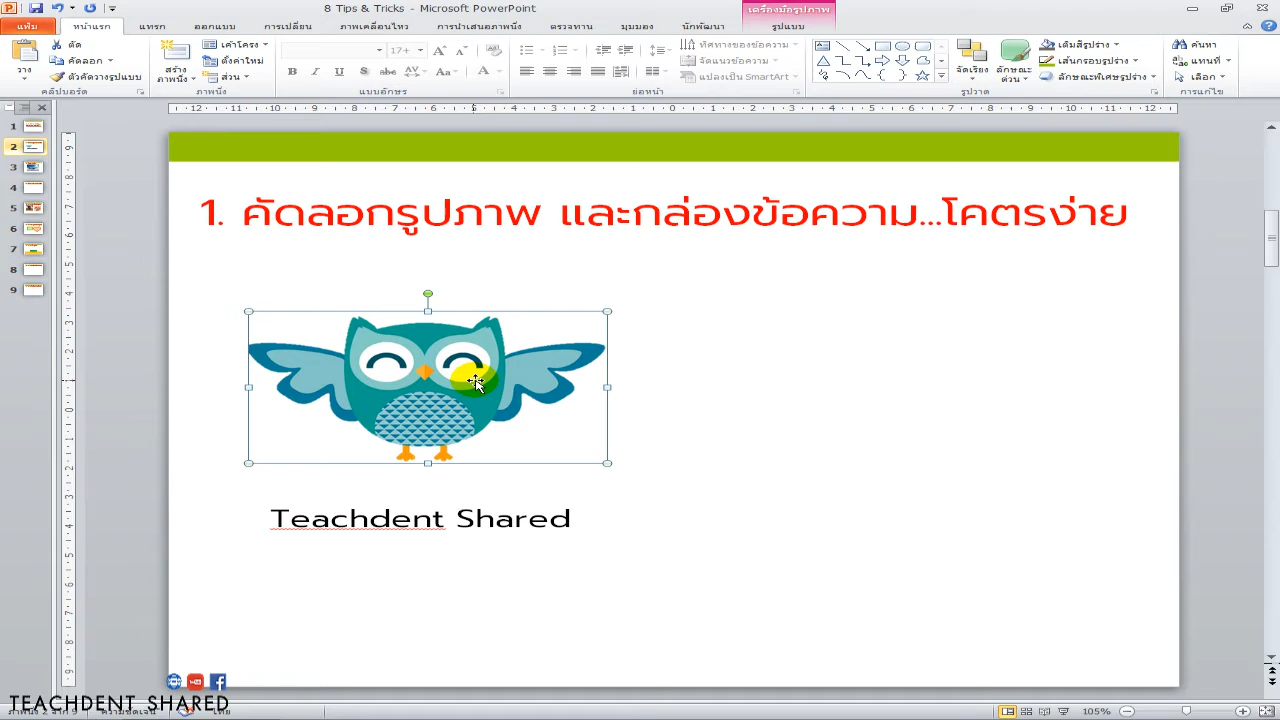 8 Tips & Tricks - Microsoft PowerPoint
เครื่องมือรูปภาพ
แฟ้ม
หน้าแรก
แทรก
ออกแบบ
การเปลี่ยน
ภาพเคลื่อนไหว
นำเสนอภาพนิ่ง
ตรวจทาน
มุมมอง
รูปแบบ
วาง
ตัด
คัดลอก
ตัวคัดวางรูปแบบ
คลิปบอร์ด
สร้าง
ภาพนิ่ง
เค้าโครง
ตั้งค่าใหม่
ส่วน
ภาพนิ่ง
17+
แบบอักษร
ทิศทางของข้อความ
จัดแนวข้อความ
แปลงเป็น SmartArt
ย่อหน้า
จัดเรียง
ลักษณะ
ด่วน
เติมสีรูปร่าง
เส้นกรอบรูปร่าง
ลักษณะพิเศษรูปร่าง
รูปวาด
ค้นหา
แทนที่
เลือก
การแก้ไข
1
2
3
4
5
6
7
8
9
1. คัดลอกรูปภาพ และกล่องข้อความ...โคตรง่าย
Teachdent Shared
TEACHDENT SHARED
ไทย
105%